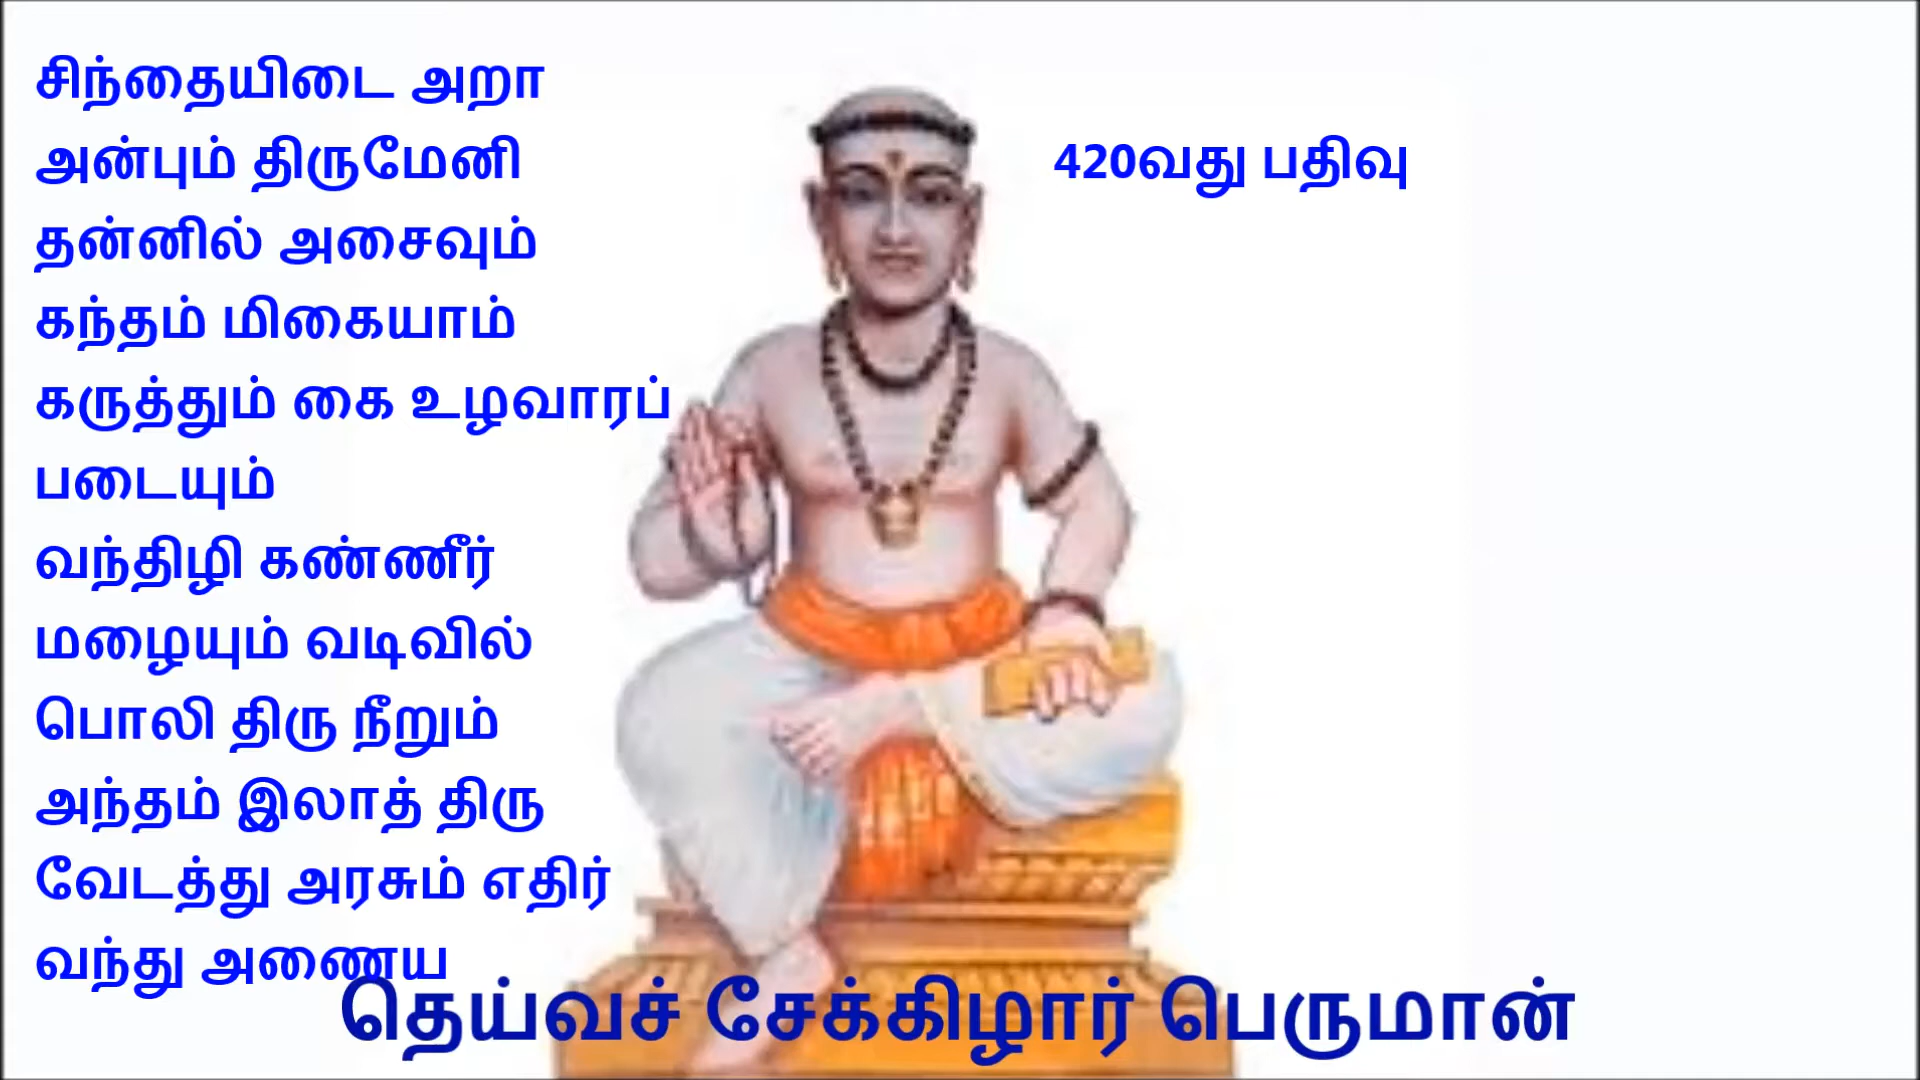 சிந்தையிடை அறா
அன்பும் திருமேனி
தன்னில் அசைவும்
கந்தம் மிகையாம்
கருத்தும் கை உழவாரப்
படையும்
வந்திழி கண்ணீர்
மழையும் வடிவில்
பொலி திரு நீறும்
அந்தம் இலாத் திரு
வேடத்து அரசும் எதிர்
வந்து அணைய
420வது பதிவு
தெய்வச் சேக்கிழார் பெருமான்